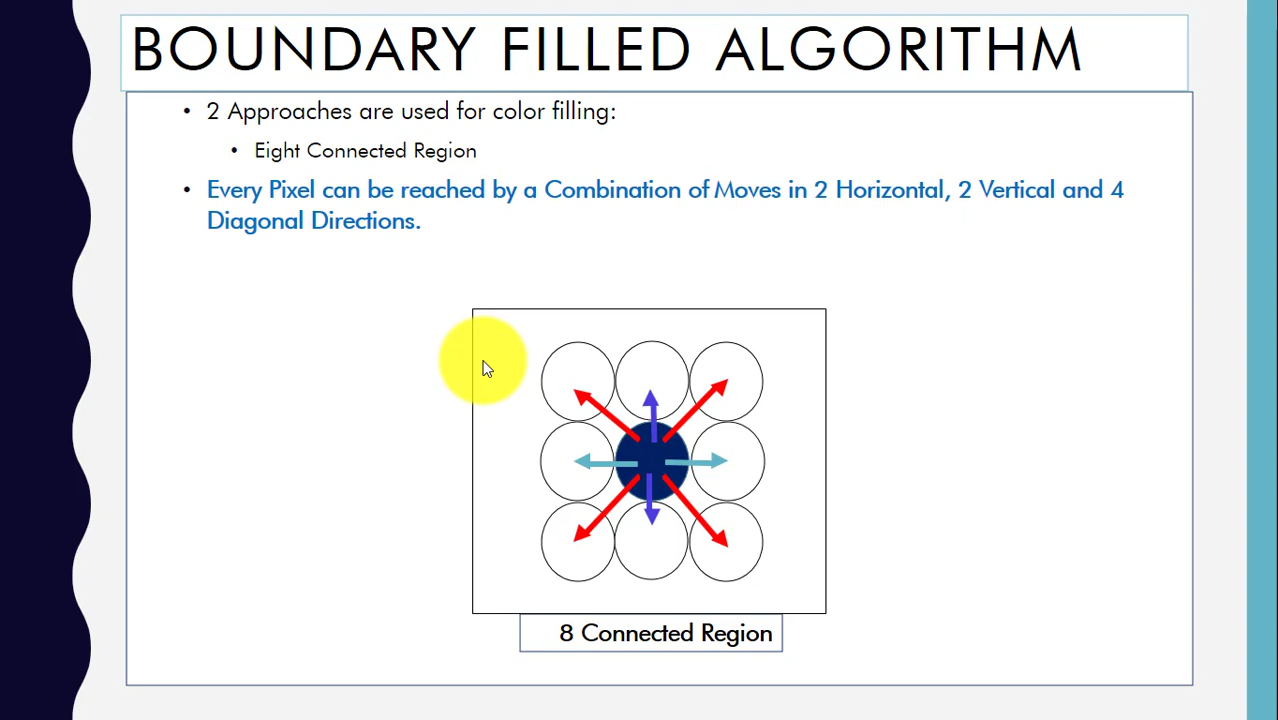 BOUNDARY FILLED ALGORITHM
• 2 Approaches are used for color filling:
• Eight Connected Region
• Every Pixel can be reached by a Combination of Moves in 2 Horizontal, 2 Vertical and 4
Diagonal Directions.
8 Connected Region